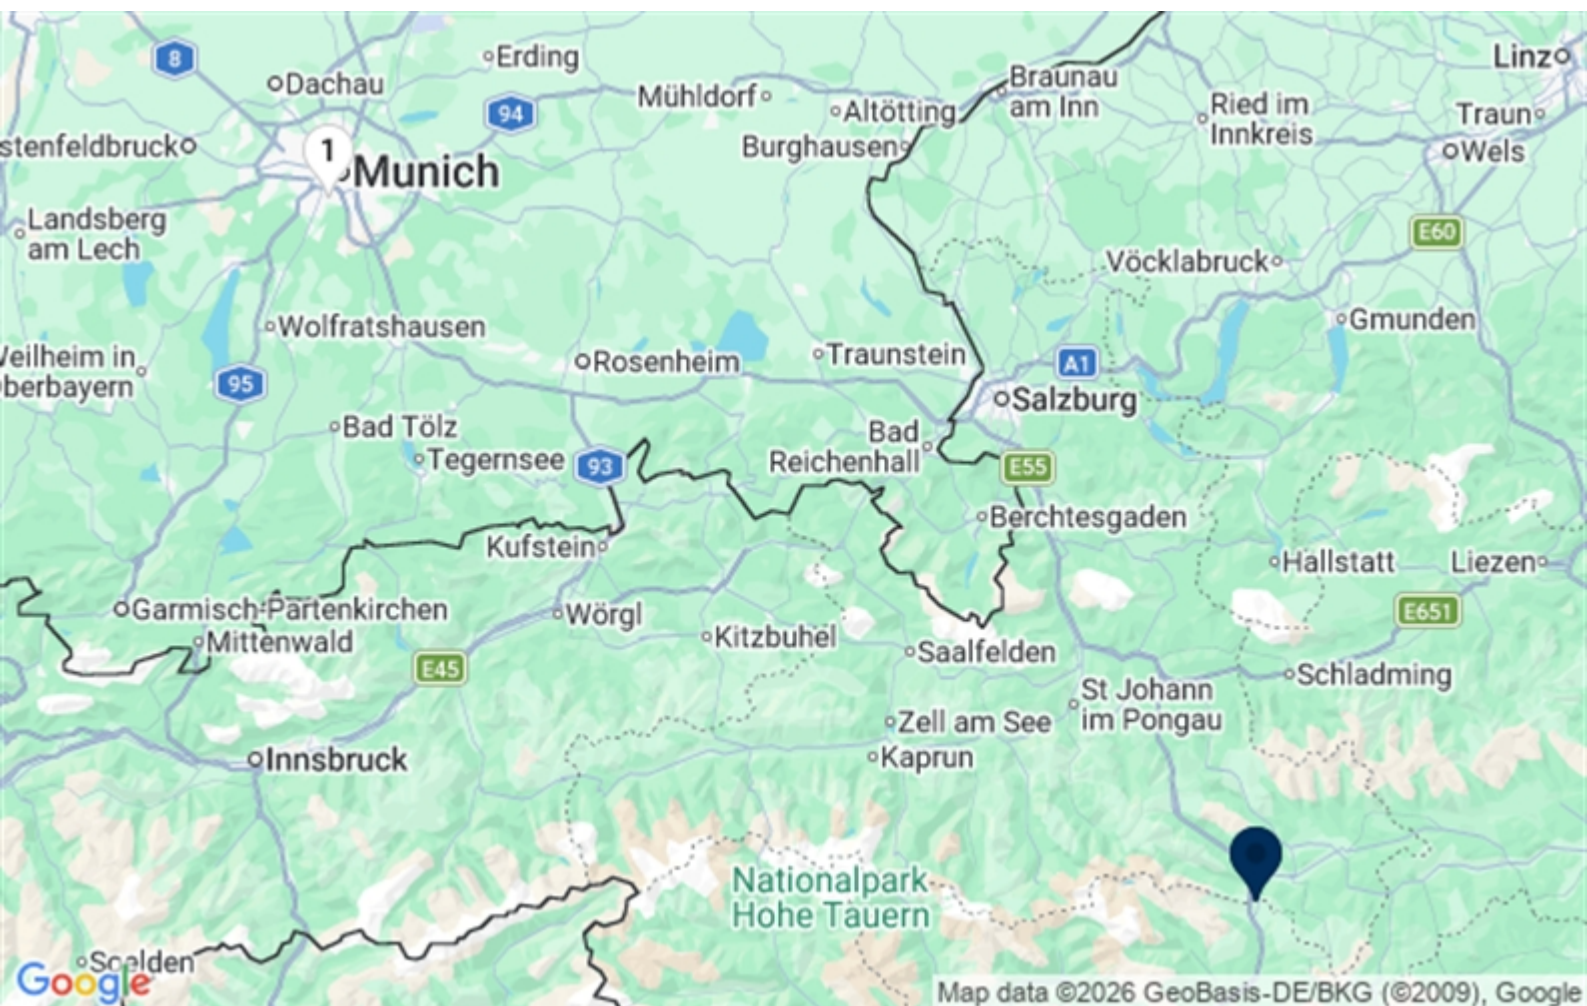 8
Erding
Linz
Dachau
Mühldorf
Braunau
am Inn
94
Altötting
Ried im
Innkreis
Traun
stenfeldbruck
1
Burghausen
Wels
Munich
Landsberg
am Lech
E60
Vöcklabruck
Wolfratshausen
Gmunden
Weilheim in
berbayern
Rosenheim
Traunstein
A1
95
Salzburg
Bad Tölz
Bad
Reichenhall
Tegernsee
93
E55
Berchtesgaden
Kufstein
Hallstatt
Liezen
Garmisch-Partenkirchen
Wörgl
E651
Mittenwald
Kitzbuhel
Saalfelden
E45
Schladming
St Johann
im Pongau
Zell am See
Innsbruck
Kaprun
Nationalpark
Hohe Tauern
Soelden
Google
Map data ©2026 GeoBasis-DE/BKG (©2009), Google